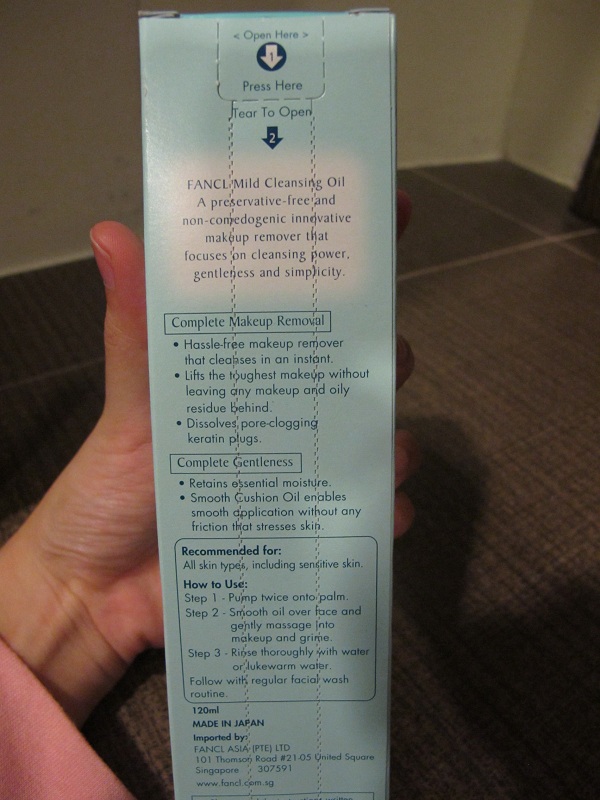 < Open Here >
1
Press Here
Tear To Open
2
FANCL Mild Cleansing Oil
A preservative-free and
non-comedogenic innovative
makeup remover that
focuses on cleansing power,
gentleness and simplicity.
Complete Makeup Removal
• Hassle-free makeup remover
that cleanses in an instant.
• Lifts the toughest makeup without
leaving any makeup and oily
residue behind.
• Dissolves pore-clogging
keratin plugs.
Complete Gentleness
• Retains essential moisture.
• Smooth Cushion Oil enables
smooth application without any
friction that stresses skin.
Recommended for:
All skin types, including sensitive skin.
How to Use:
Step 1 - Pump twice onto palm.
Step 2 - Smooth oil over face and
gently massage into
makeup and grime.
Step 3 - Rinse thoroughly with water
or lukewarm water.
Follow with regular facial wash
routine.
120ml
MADE IN JAPAN
Imported by:
FANCL ASIA (PTE) LTD
101 Thomson Road #21-05 United Square
Singapore 307591
www.fancl.com.sg